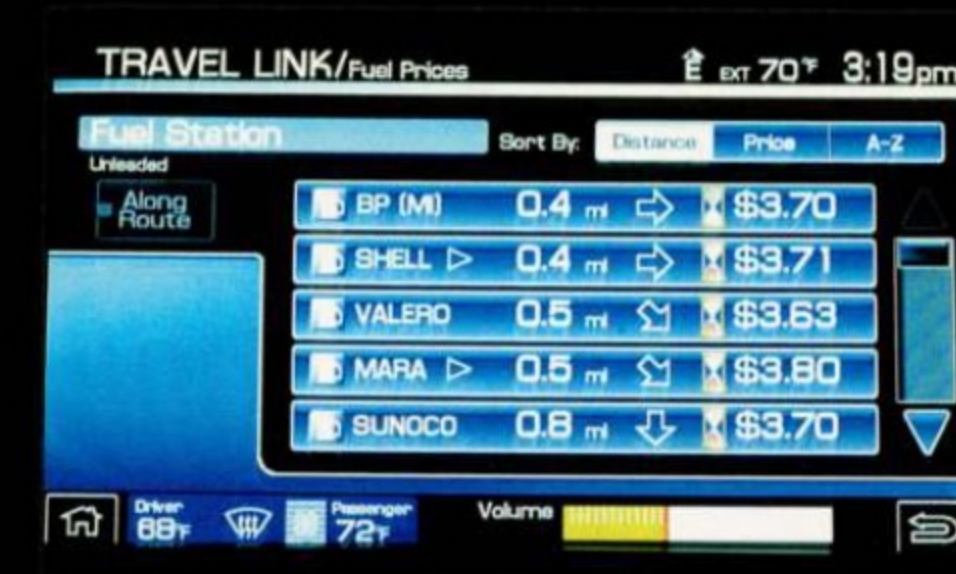 TRAVEL LINK/Fuel Prices E EXT 70°F 3:19pm
Fuel Station Sort By: Distance Price A-Z
Unleaded
Along
Route
BP (MI) 0.4 mi $3.70
SHELL 0.4 mi $3.71
VALERO 0.5 mi $3.63
MARA 0.5 mi $3.80
SUNOCO 0.8 mi $3.70
Driver Passenger Volume
68°F 72°F